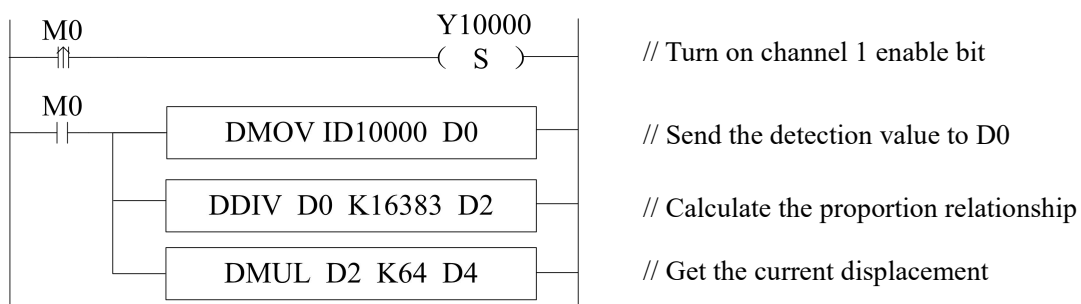 M0
Y10000
( S )
// Turn on channel 1 enable bit
M0
DMOV ID10000 D0
// Send the detection value to D0
DDIV D0 K16383 D2
// Calculate the proportion relationship
DMUL D2 K64 D4
// Get the current displacement